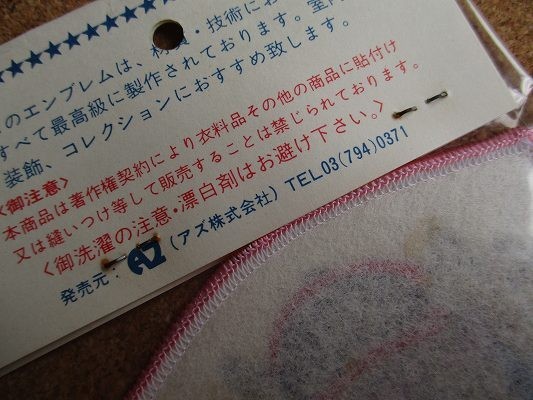 ★★★★★★★★★
のエンブレムは、材質・技術にお
すべて最高級に製作されております。室内
装飾、コレクションにおすすめ致します。
〈御注意〉
本商品は著作権契約により衣料品その他の商品に貼付け
又は縫いつけ等して販売することは禁じられております。
〈御洗濯の注意・漂白剤はお避け下さい。〉
発売元: AZ (アズ株式会社) TEL03(794)0371